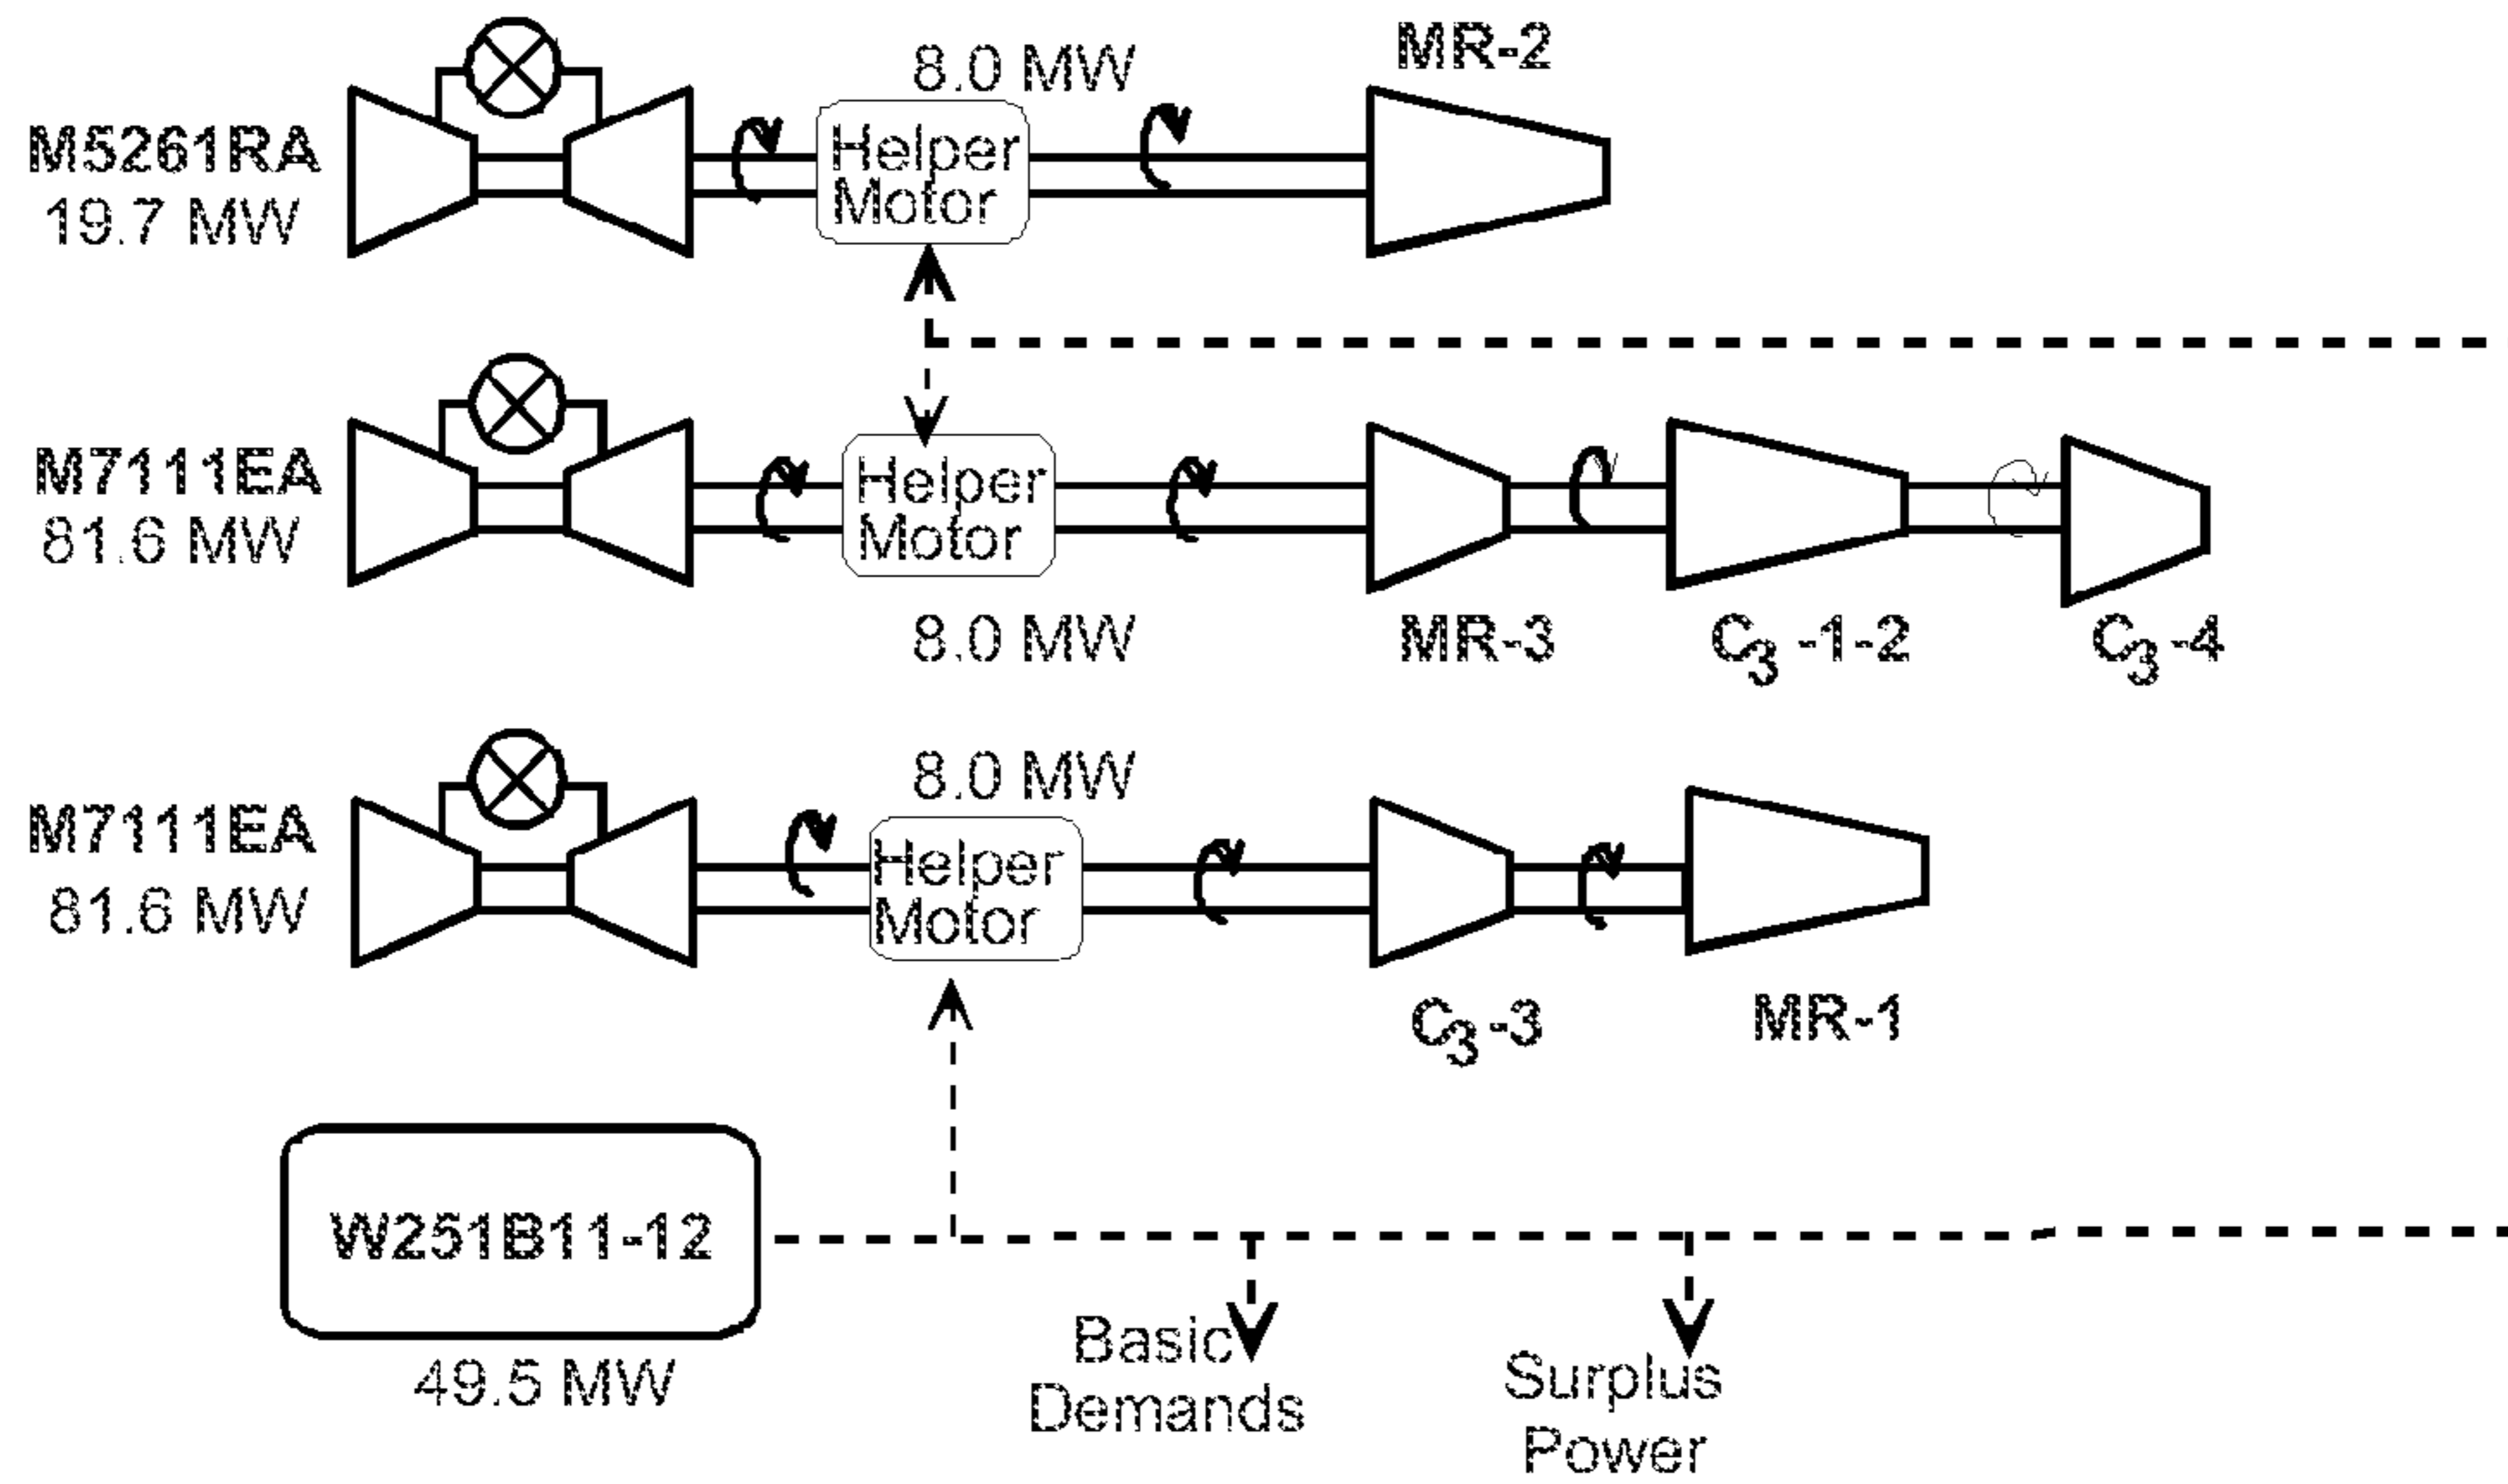 MR-2
8.0 MW
M5261RA
19.7 MW
Helper
Motor
M7111EA
81.6 MW
Helper
Motor
8.0 MW
MR-3
C3-1-2
C3-4
8.0 MW
M7111EA
81.6 MW
Helper
Motor
C3-3
MR-1
W251B11-12
49.5 MW
Basic
Demands
Surplus
Power